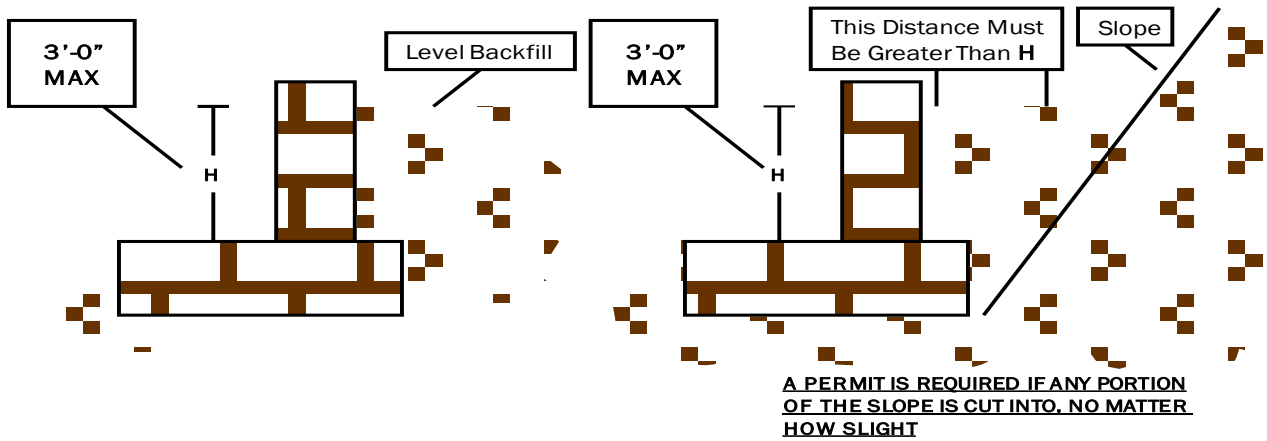 3'-0"
MAX
Level Backfill
H
3'-0"
MAX
This Distance Must
Be Greater Than H
Slope
H
A PERMIT IS REQUIRED IF ANY PORTION
OF THE SLOPE IS CUT INTO, NO MATTER
HOW SLIGHT